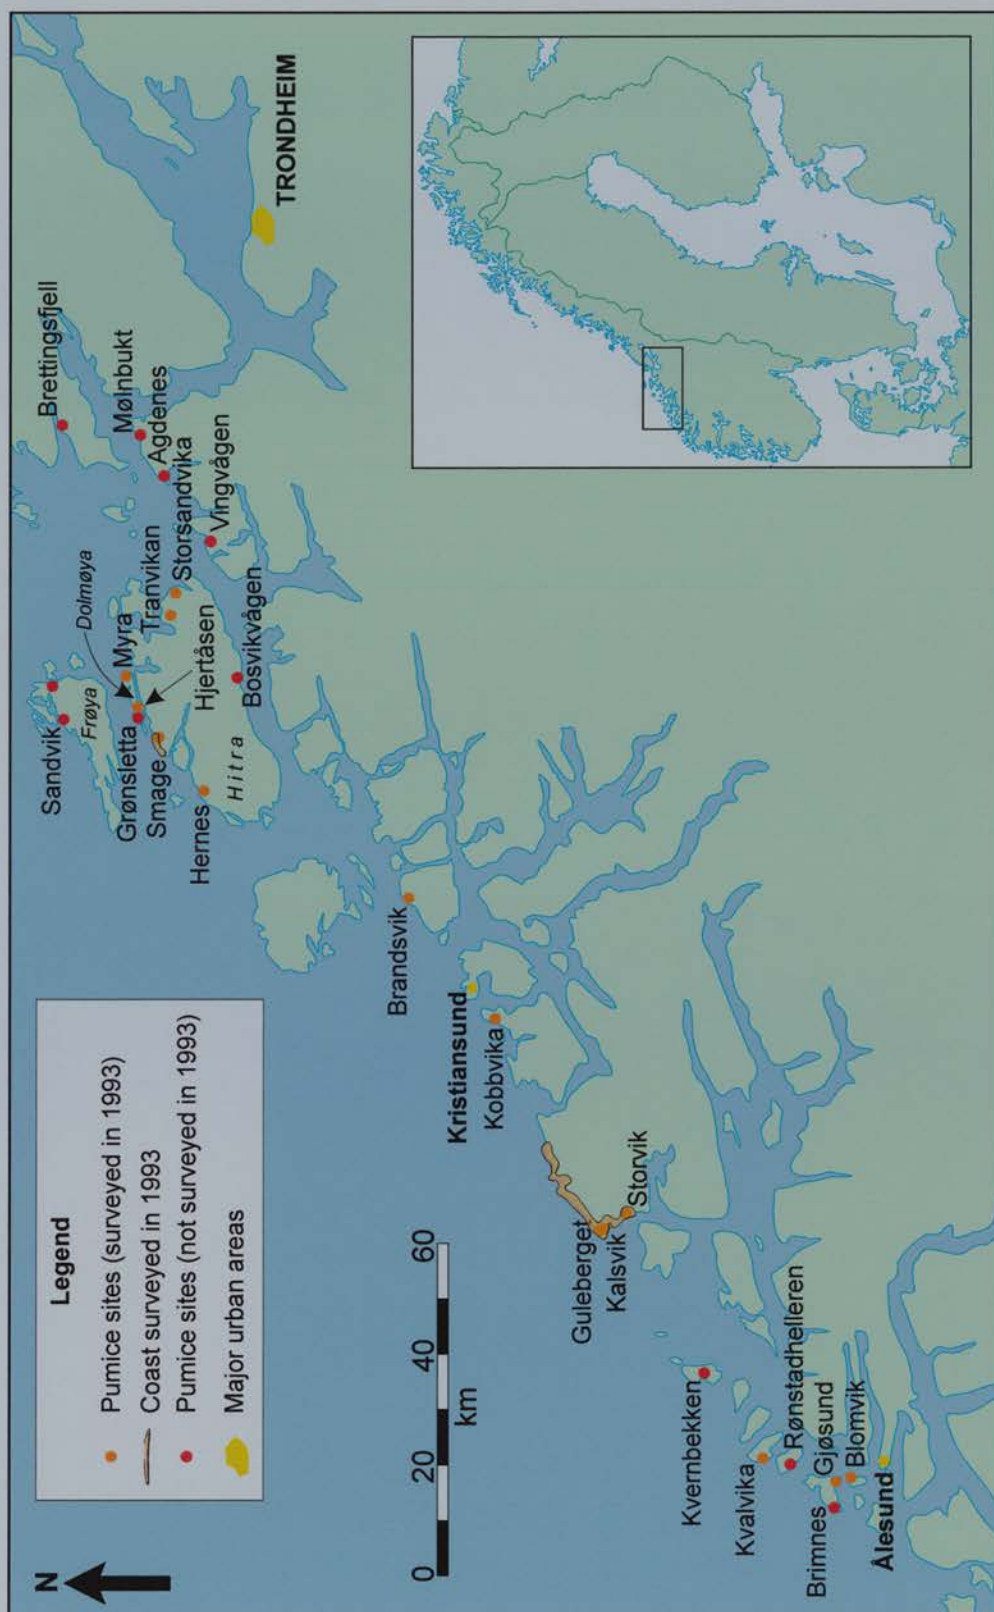 N
Legend
Pumice sites (surveyed in 1993)
Coast surveyed in 1993
Pumice sites (not surveyed in 1993)
Major urban areas
0 20 40 60
km
Sandvik
Frøya
Dolmøya
Brettingsfjell
Grønsletta
Myra
Tranvikan
Mølnbukt
Smage
Agdenes
Storsandvika
Hernes
Hjertåsen
Vingvågen
Hitra
Bosvikvågen
TRONDHEIM
Brandsvik
Kristiansund
Kobbvika
Guleberget
Kalsvik
Storvik
Kvernbekken
Kvalvika
Rønstadhelleren
Brimnes
Gjøsund
Blomvik
Ålesund